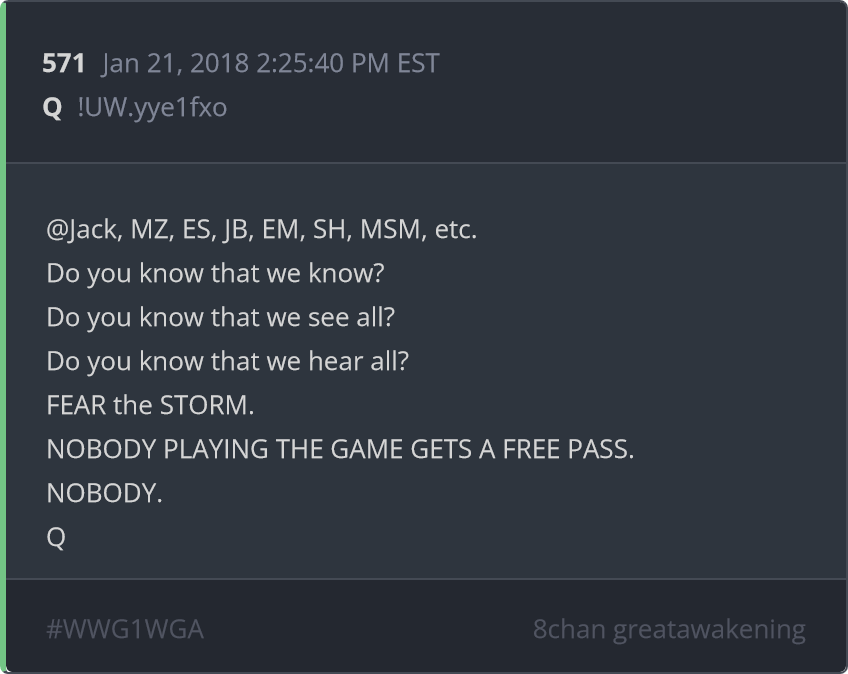 571 Jan 21, 2018 2:25:40 PM EST
Q !UW.yye1fxo
@Jack, MZ, ES, JB, EM, SH, MSM, etc.
Do you know that we know?
Do you know that we see all?
Do you know that we hear all?
FEAR the STORM.
NOBODY PLAYING THE GAME GETS A FREE PASS.
NOBODY.
Q
#WWG1WGA 8chan greatawakening